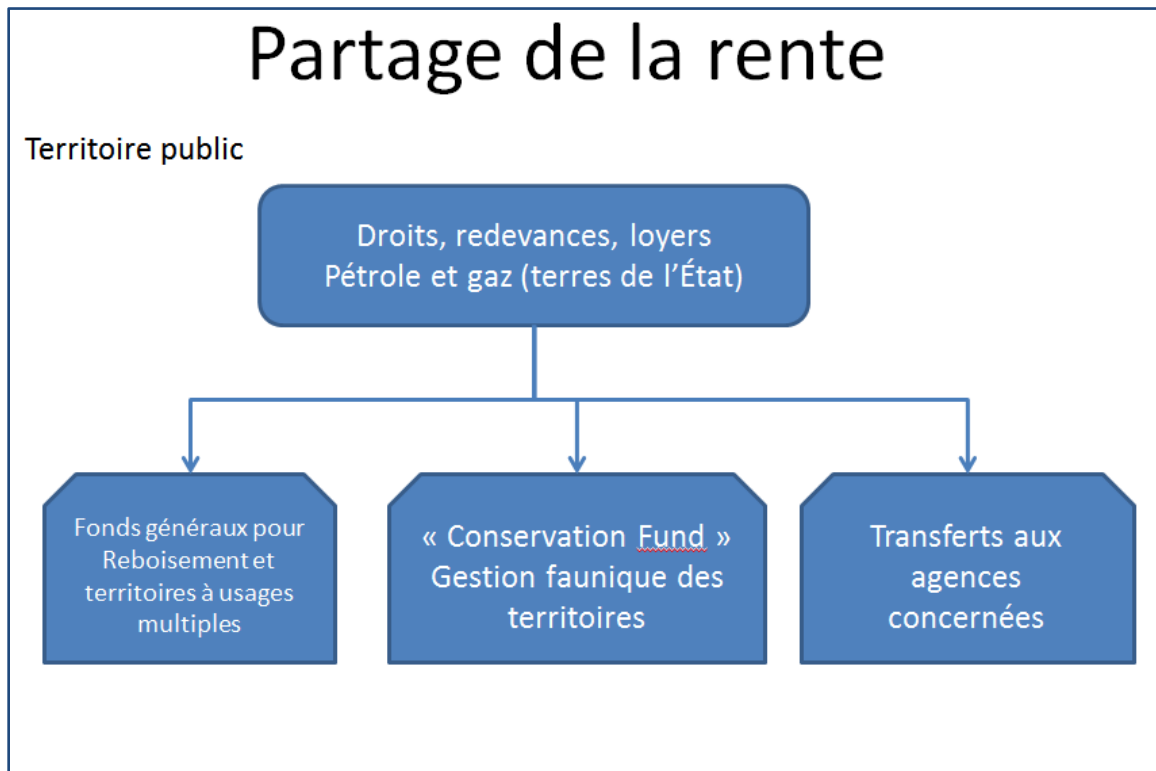 Partage de la rente
Territoire public
Droits, redevances, loyers
Pétrole et gaz (terres de l’État)
Fonds généraux pour
Reboisement et
territoires à usages
multiples
« Conservation Fund »
Gestion faunique des
territoires
Transferts aux
agences
concernées